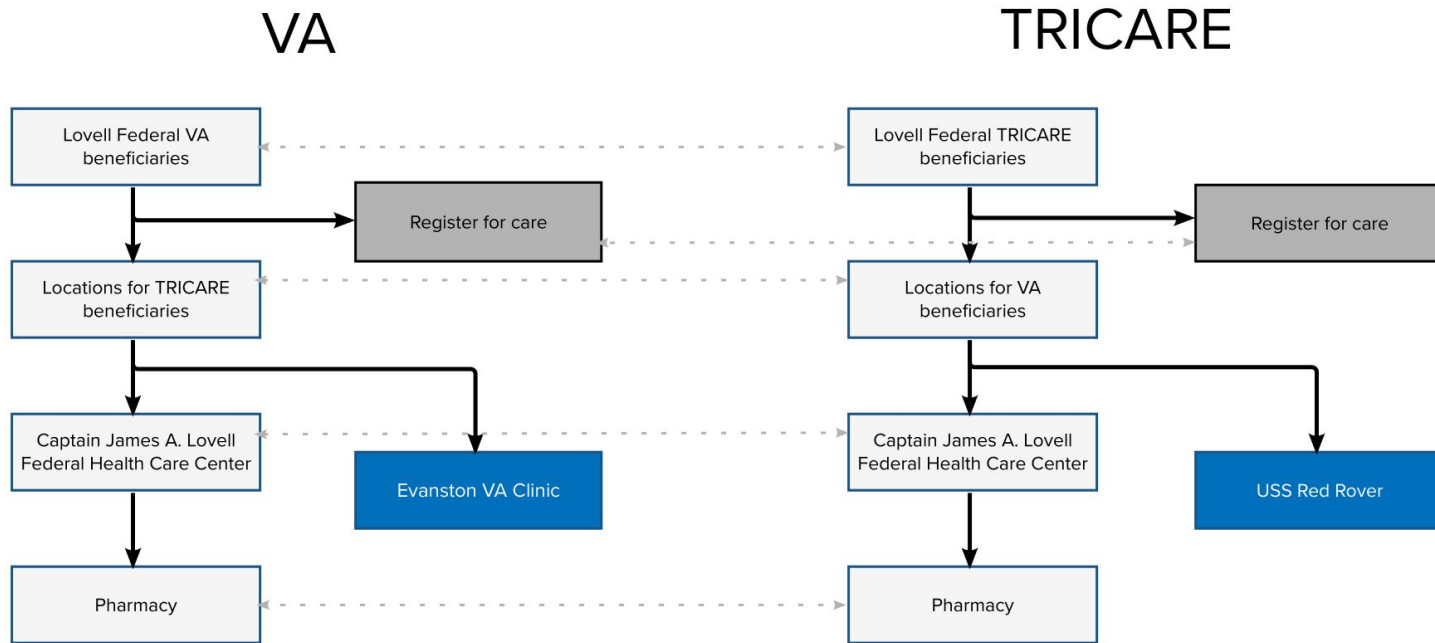 VA
TRICARE
Lovell Federal VA
beneficiaries
Lovell Federal TRICARE
beneficiaries
Register for care
Register for care
Locations for TRICARE
beneficiaries
Locations for VA
beneficiaries
Captain James A. Lovell
Federal Health Care Center
Captain James A. Lovell
Federal Health Care Center
Evanston VA Clinic
USS Red Rover
Pharmacy
Pharmacy